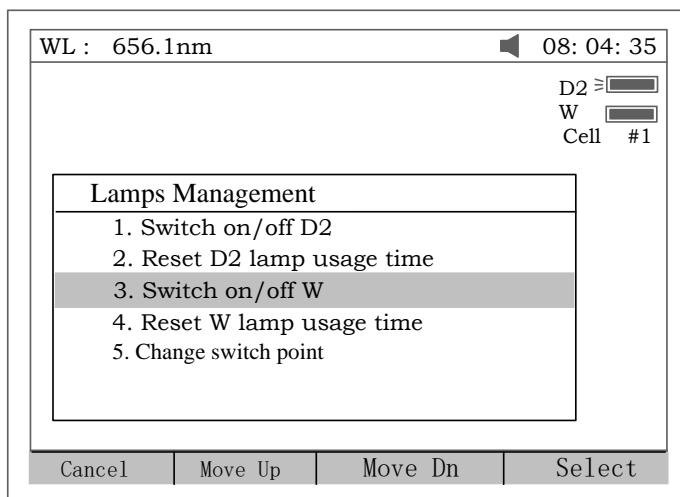 WL :   656.1nm   08: 04: 35
D2
W
Cell   #1
Lamps Management
1. Switch on/off D2
2. Reset D2 lamp usage time
3. Switch on/off W
4. Reset W lamp usage time
5. Change switch point
Cancel   Move Up   Move Dn   Select